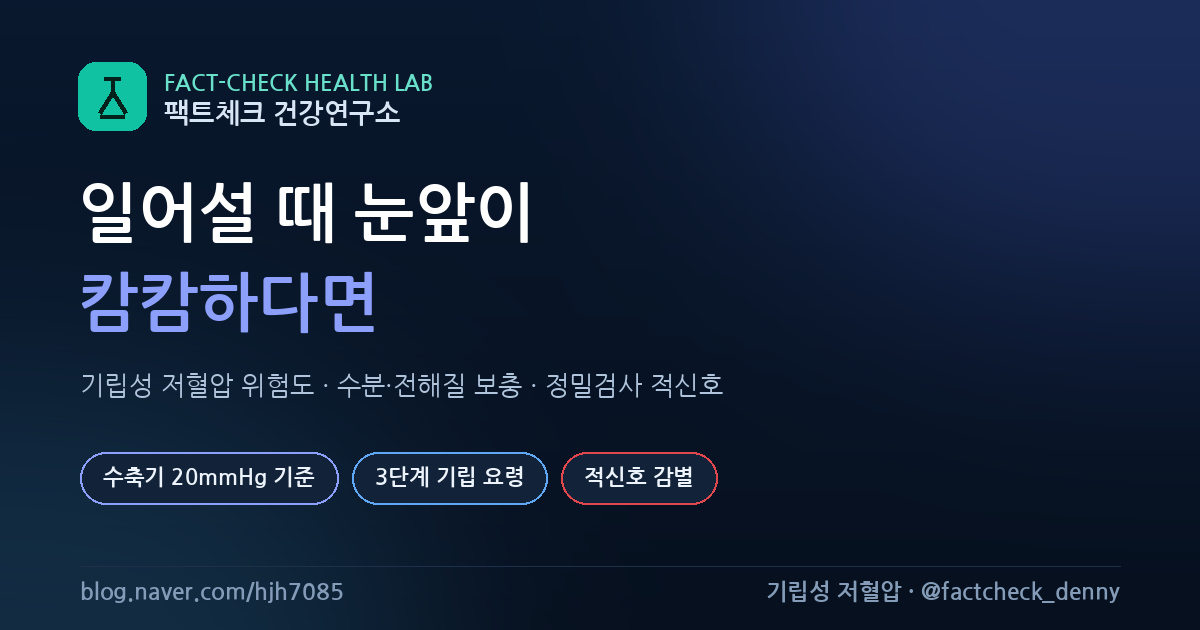 FACT-CHECK HEALTH LAB
팩트체크 건강연구소
일어설 때 눈앞이
캄캄하다면
기립성 저혈압 위험도 · 수분·전해질 보충 · 정밀검사 적신호
수축기 20mmHg 기준
3단계 기립 요령
적신호 감별
blog.naver.com/hjh7085
기립성 저혈압 · @factcheck_denny